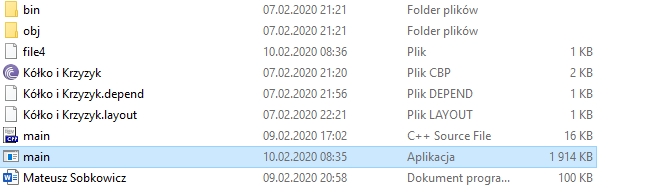 bin 07.02.2020 21:21 Folder plików
obj 07.02.2020 21:21 Folder plików
file4 10.02.2020 08:36 Plik 1 KB
Kółko i Krzyzyk 07.02.2020 21:20 Plik CBP 2 KB
Kółko i Krzyzyk.depend 07.02.2020 21:56 Plik DEPEND 1 KB
Kółko i Krzyzyk.layout 07.02.2020 22:21 Plik LAYOUT 1 KB
main 09.02.2020 17:02 C++ Source File 16 KB
main 10.02.2020 08:35 Aplikacja 1 914 KB
Mateusz Sobkowicz 09.02.2020 20:58 Dokument progra... 100 KB